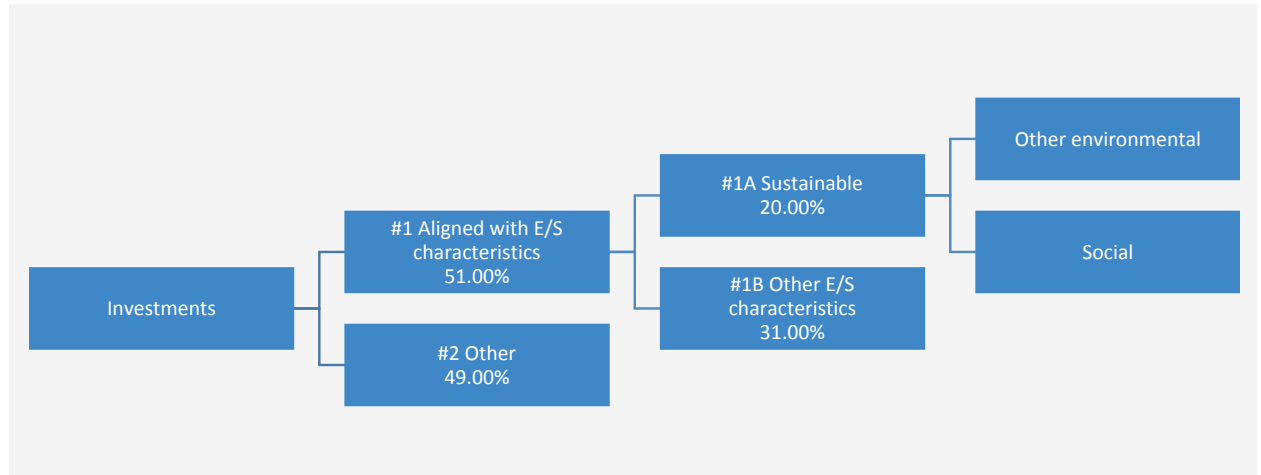 Investments
#1 Aligned with E/S
characteristics
51.00%
#2 Other
49.00%
#1A Sustainable
20.00%
#1B Other E/S
characteristics
31.00%
Other environmental
Social